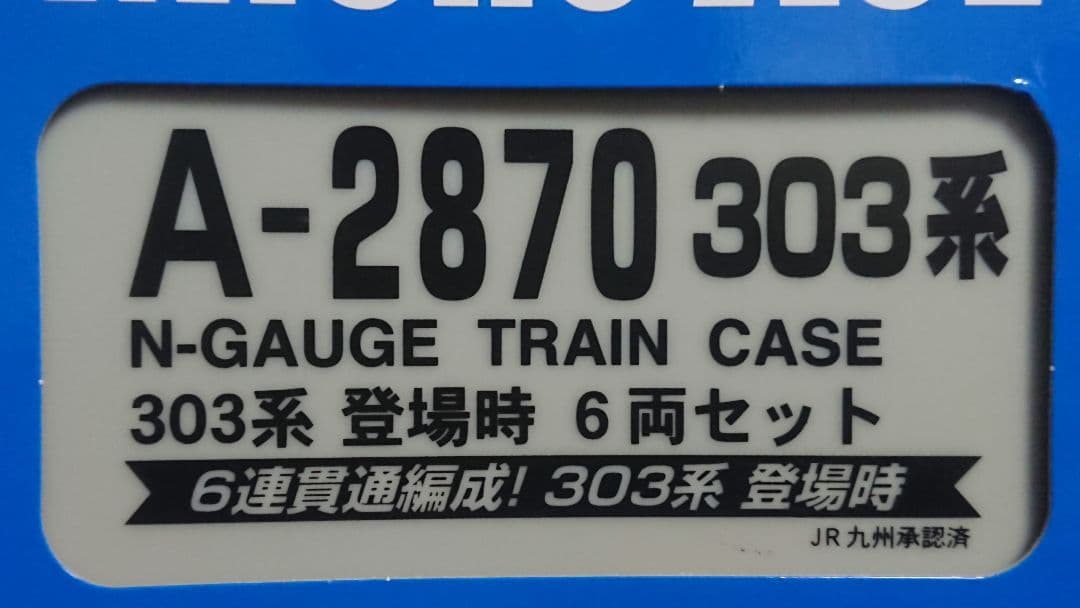 A-2870 303系
N-GAUGE TRAIN CASE
303系 登場時 6両セット
6連貫通編成! 303系 登場時
JR九州承認済